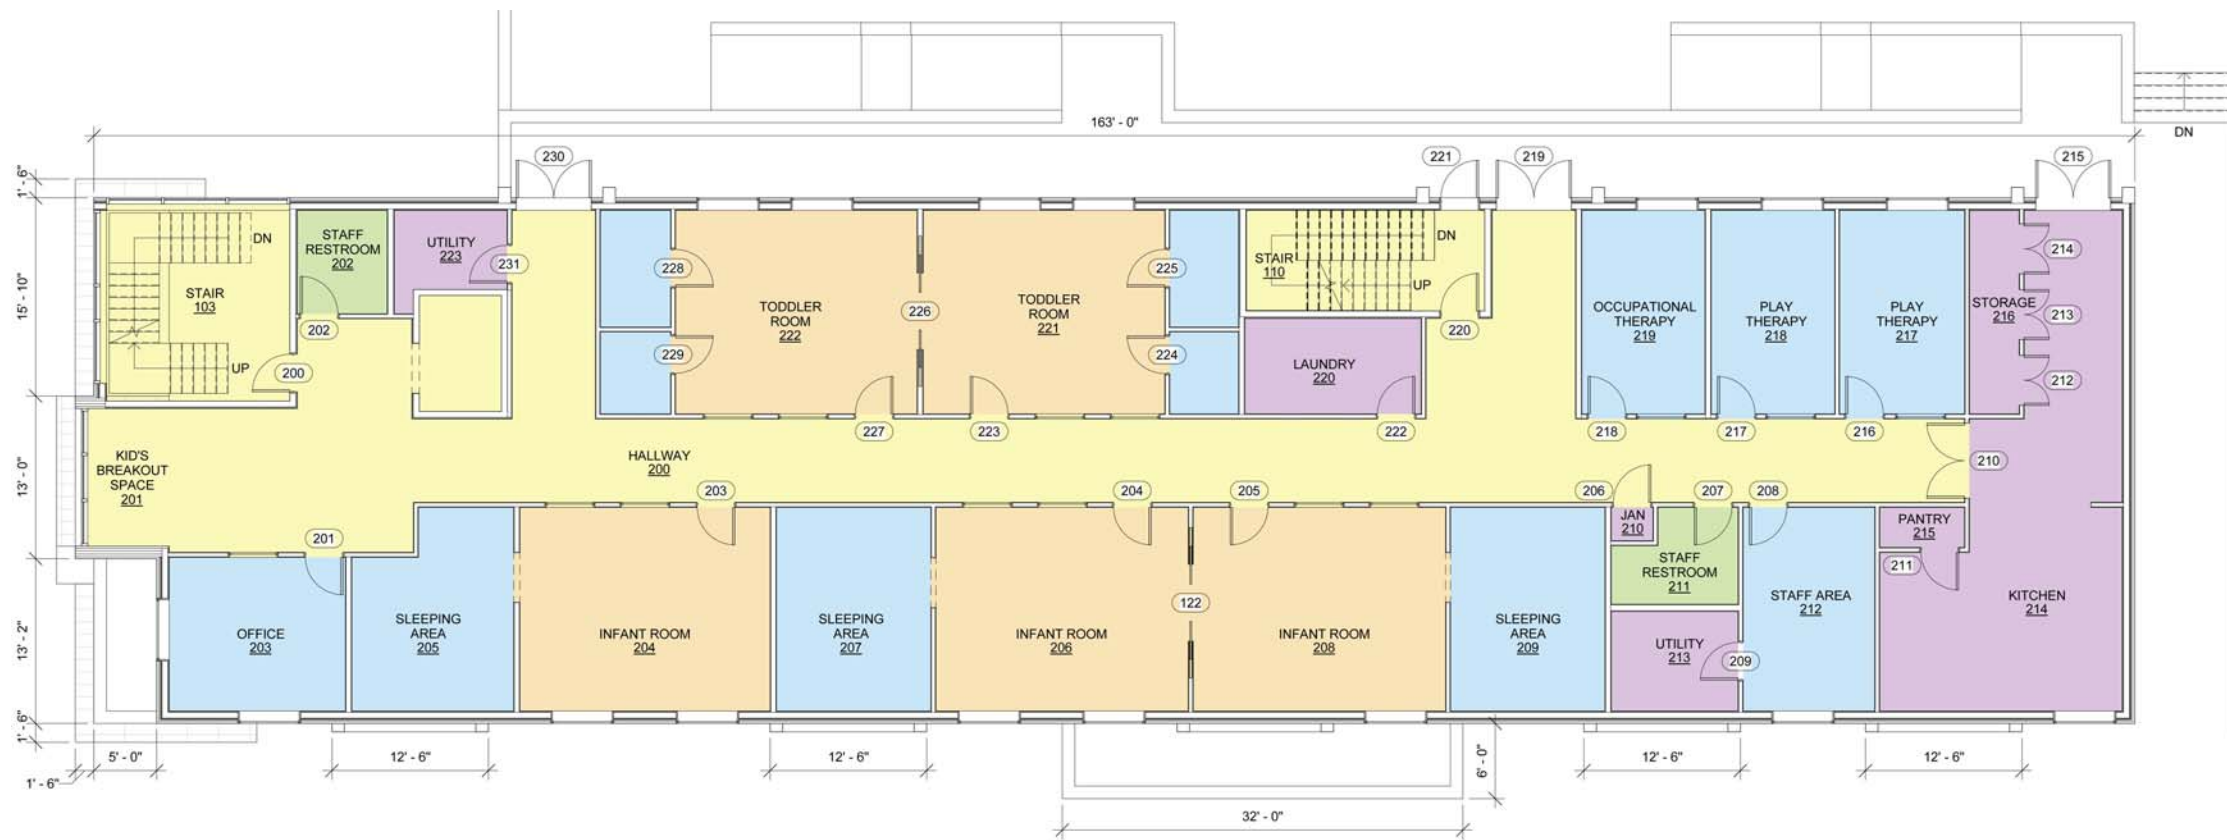 163' - 0"
DN
230
221
219
215
1' - 6"
15' - 10"
13' - 0"
13' - 2"
1' - 6"
DN
STAIR
103
UP
200
STAFF
RESTROOM
202
202
UTILITY
223
231
228
229
TODDLER
ROOM
222
226
TODDLER
ROOM
221
225
224
STAIR
110
DN
UP
220
LAUNDRY
220
OCCUPATIONAL
THERAPY
219
PLAY
THERAPY
218
PLAY
THERAPY
217
STORAGE
216
214
213
212
227
223
222
218
217
216
210
KID'S
BREAKOUT
SPACE
201
HALLWAY
200
203
204
205
206
207
208
201
JAN
210
PANTRY
215
211
STAFF
RESTROOM
211
OFFICE
203
SLEEPING
AREA
205
INFANT ROOM
204
SLEEPING
AREA
207
INFANT ROOM
206
122
INFANT ROOM
208
SLEEPING
AREA
209
UTILITY
213
209
STAFF AREA
212
KITCHEN
214
1' - 6"
5' - 0"
12' - 6"
12' - 6"
6' - 0"
12' - 6"
12' - 6"
32' - 0"